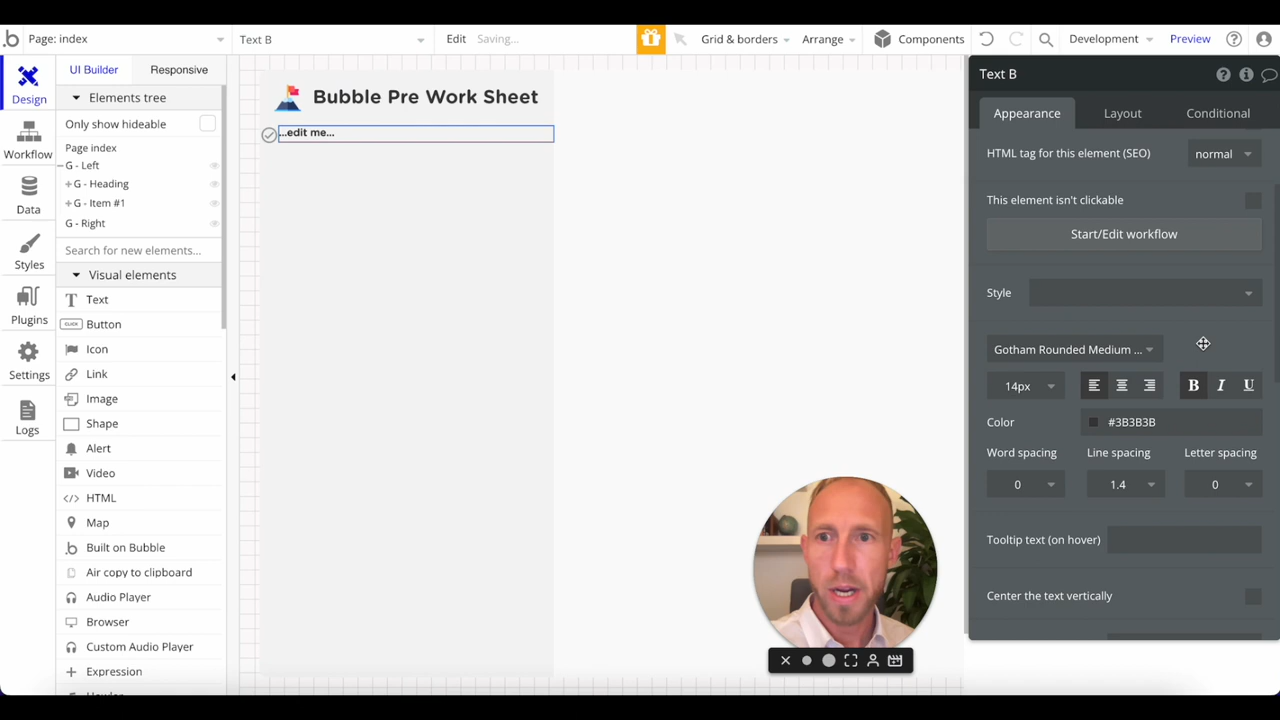 Page: index
Text B
Edit
Saving...
Grid & borders
Arrange
Components
Development
Preview
Design
Workflow
Data
Styles
Plugins
Settings
Logs
UI Builder
Responsive
Elements tree
Only show hideable
Page index
G - Left
G - Heading
G - Item #1
G - Right
Search for new elements...
Visual elements
Text
CLICK
Button
Icon
Link
Image
Shape
Alert
Video
HTML
Map
Built on Bubble
Air copy to clipboard
Audio Player
Browser
Custom Audio Player
Expression
Bubble Pre Work Sheet
...edit me...
Text B
Appearance
Layout
Conditional
HTML tag for this element (SEO)
normal
This element isn't clickable
Start/Edit workflow
Style
Gotham Rounded Medium ...
14px
B
I
U
Color
#3B3B3B
Word spacing
Line spacing
Letter spacing
0
1.4
0
Tooltip text (on hover)
Center the text vertically